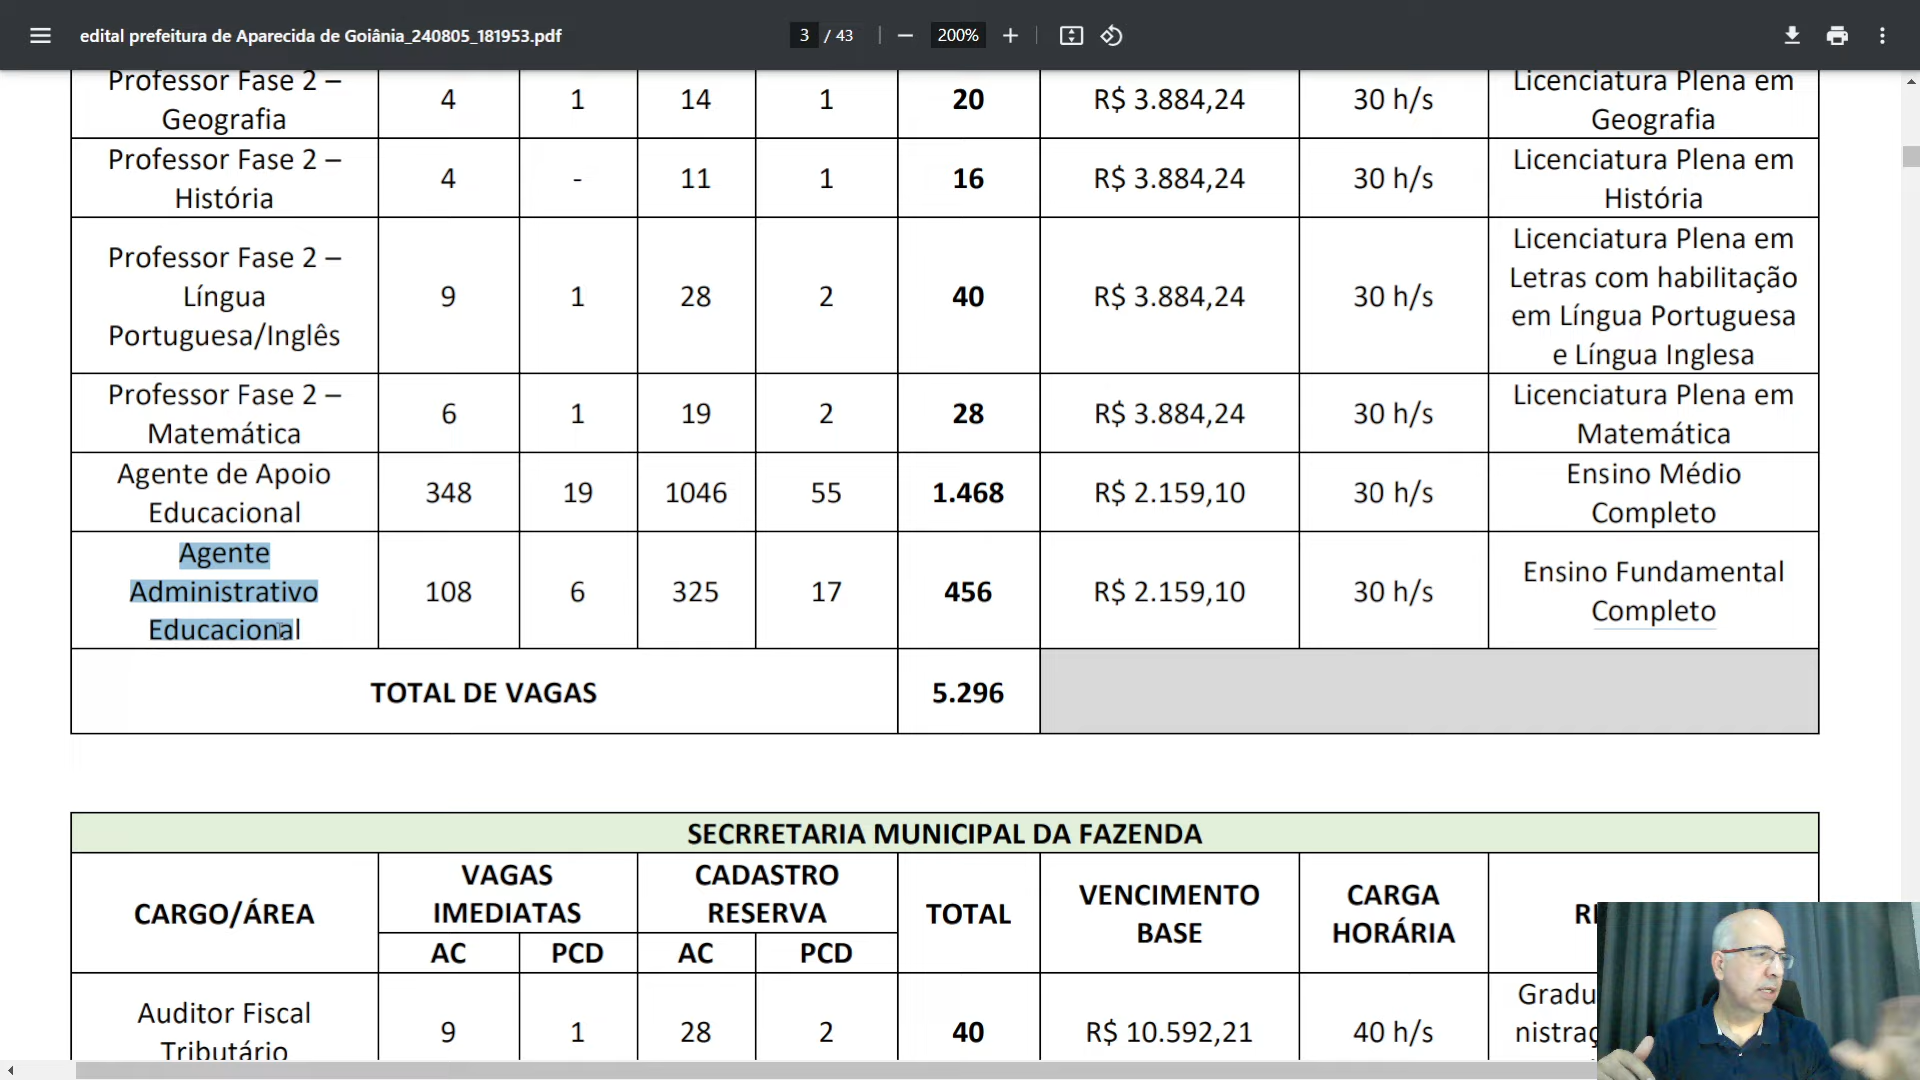 edital prefeitura de Aparecida de Goiânia_240805_181953.pdf
3 / 43
200%
Professor Fase 2 –
Geografia
4
1
14
1
20
R$ 3.884,24
30 h/s
Licenciatura Plena em
Geografia
Professor Fase 2 –
História
4
-
11
1
16
R$ 3.884,24
30 h/s
Licenciatura Plena em
História
Professor Fase 2 –
Língua
Portuguesa/Inglês
9
1
28
2
40
R$ 3.884,24
30 h/s
Licenciatura Plena em
Letras com habilitação
em Língua Portuguesa
e Língua Inglesa
Professor Fase 2 –
Matemática
6
1
19
2
28
R$ 3.884,24
30 h/s
Licenciatura Plena em
Matemática
Agente de Apoio
Educacional
348
19
1046
55
1.468
R$ 2.159,10
30 h/s
Ensino Médio
Completo
Agente
Administrativo
Educacional
108
6
325
17
456
R$ 2.159,10
30 h/s
Ensino Fundamental
Completo
TOTAL DE VAGAS
5.296
SECRRETARIA MUNICIPAL DA FAZENDA
CARGO/ÁREA
VAGAS
IMEDIATAS
CADASTRO
RESERVA
TOTAL
VENCIMENTO
BASE
CARGA
HORÁRIA
AC
PCD
AC
PCD
Auditor Fiscal
Tributário
9
1
28
2
40
R$ 10.592,21
40 h/s